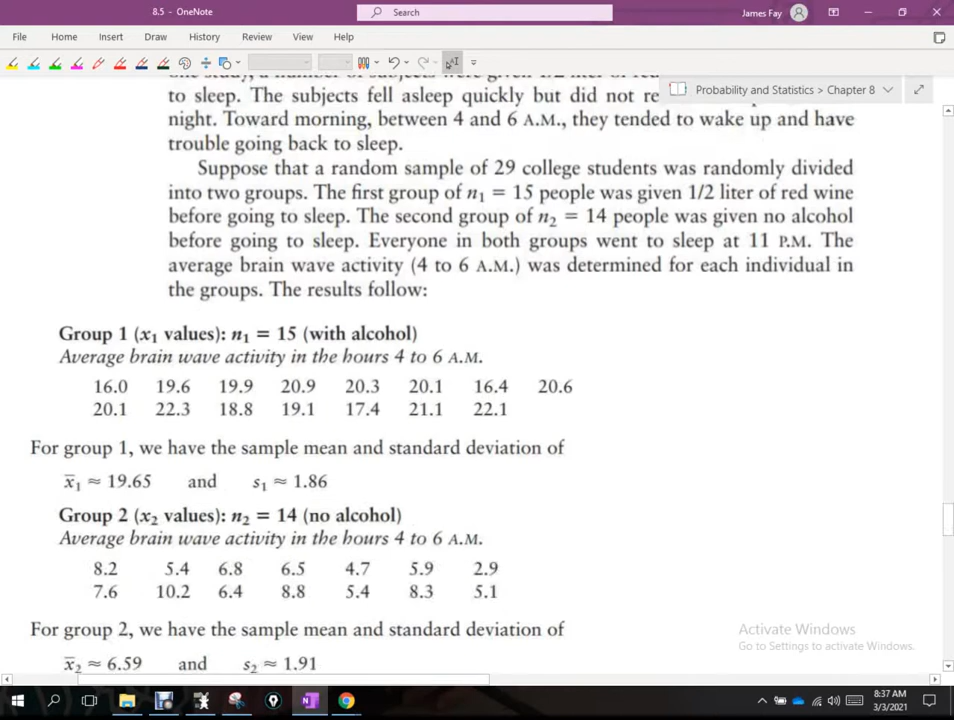 8.5 - OneNote
Search
James Fay
File Home Insert Draw History Review View Help
Probability and Statistics > Chapter 8
to sleep. The subjects fell asleep quickly but did not
night. Toward morning, between 4 and 6 A.M., they tended to wake up and have
trouble going back to sleep.
Suppose that a random sample of 29 college students was randomly divided
into two groups. The first group of n₁ = 15 people was given 1/2 liter of red wine
before going to sleep. The second group of n₂ = 14 people was given no alcohol
before going to sleep. Everyone in both groups went to sleep at 11 P.M. The
average brain wave activity (4 to 6 A.M.) was determined for each individual in
the groups. The results follow:
Group 1 (x₁ values): n₁ = 15 (with alcohol)
Average brain wave activity in the hours 4 to 6 A.M.
16.0 19.6 19.9 20.9 20.3 20.1 16.4 20.6
20.1 22.3 18.8 19.1 17.4 21.1 22.1
For group 1, we have the sample mean and standard deviation of
x̄₁ ≈ 19.65 and s₁ ≈ 1.86
Group 2 (x₂ values): n₂ = 14 (no alcohol)
Average brain wave activity in the hours 4 to 6 A.M.
8.2 5.4 6.8 6.5 4.7 5.9 2.9
7.6 10.2 6.4 8.8 5.4 8.3 5.1
For group 2, we have the sample mean and standard deviation of
x̄₂ ≈ 6.59 and s₂ ≈ 1.91
Activate Windows
Go to Settings to activate Windows.
8:37 AM
3/3/2021